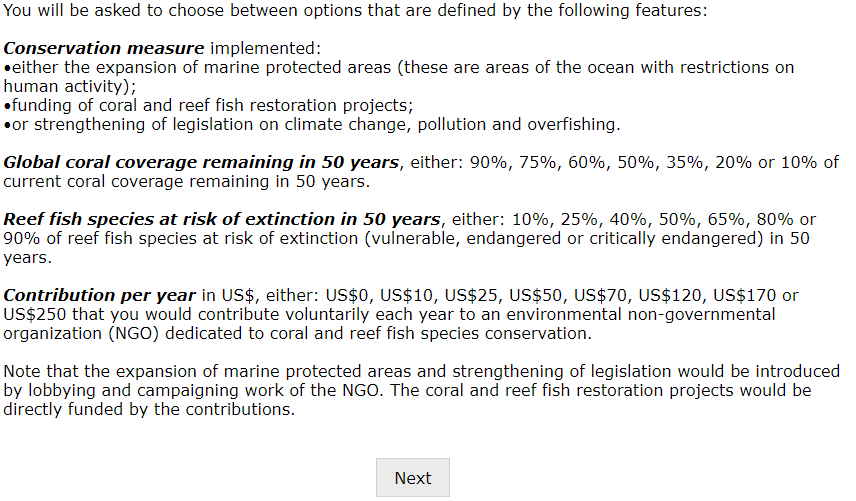 You will be asked to choose between options that are defined by the following features:
Conservation measure implemented:
•either the expansion of marine protected areas (these are areas of the ocean with restrictions on
human activity);
•funding of coral and reef fish restoration projects;
•or strengthening of legislation on climate change, pollution and overfishing.
Global coral coverage remaining in 50 years, either: 90%, 75%, 60%, 50%, 35%, 20% or 10% of
current coral coverage remaining in 50 years.
Reef fish species at risk of extinction in 50 years, either: 10%, 25%, 40%, 50%, 65%, 80% or
90% of reef fish species at risk of extinction (vulnerable, endangered or critically endangered) in 50
years.
Contribution per year in US$, either: US$0, US$10, US$25, US$50, US$70, US$120, US$170 or
US$250 that you would contribute voluntarily each year to an environmental non-governmental
organization (NGO) dedicated to coral and reef fish species conservation.
Note that the expansion of marine protected areas and strengthening of legislation would be introduced
by lobbying and campaigning work of the NGO. The coral and reef fish restoration projects would be
directly funded by the contributions.
Next